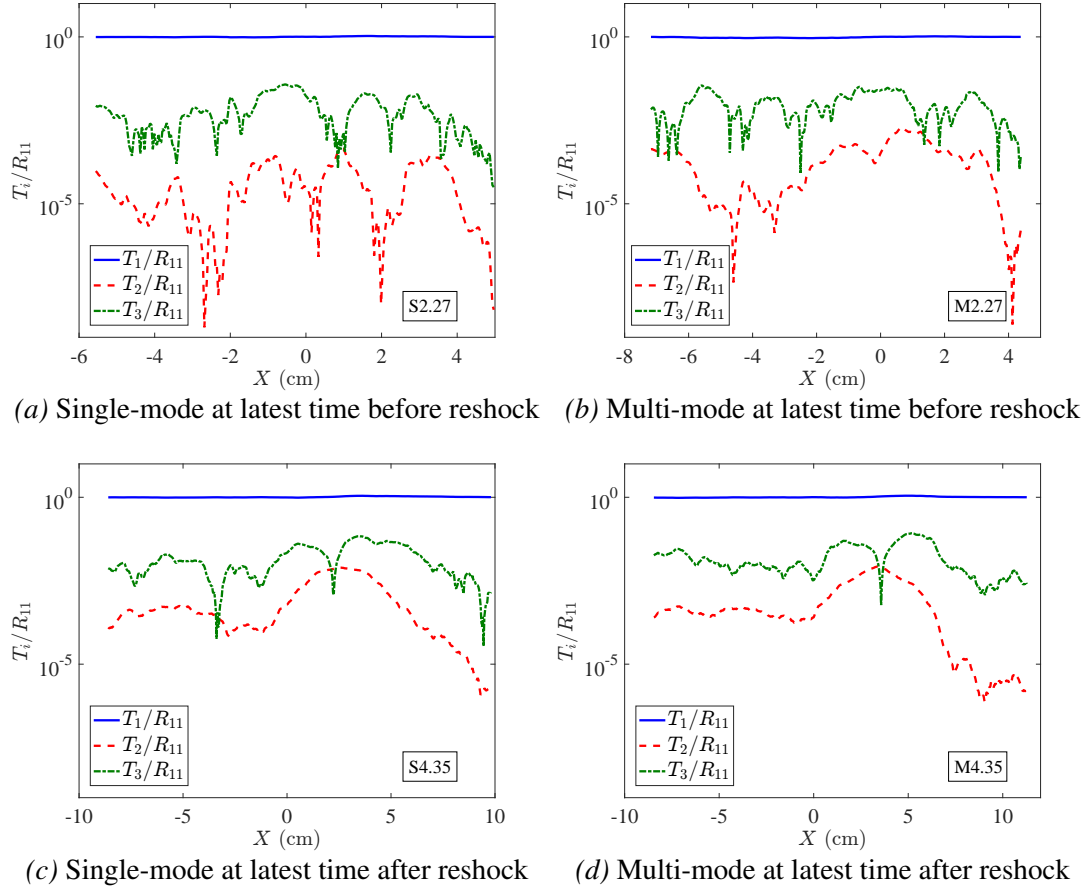 10^0
10^-5
T_i/R_11
T_1/R_11
T_2/R_11
T_3/R_11
S2.27
-6 -4 -2 0 2 4
X (cm)
(a) Single-mode at latest time before reshock
10^0
10^-5
T_i/R_11
T_1/R_11
T_2/R_11
T_3/R_11
M2.27
-8 -6 -4 -2 0 2 4
X (cm)
(b) Multi-mode at latest time before reshock
10^0
10^-5
T_i/R_11
T_1/R_11
T_2/R_11
T_3/R_11
S4.35
-10 -5 0 5 10
X (cm)
(c) Single-mode at latest time after reshock
10^0
10^-5
T_i/R_11
T_1/R_11
T_2/R_11
T_3/R_11
M4.35
-10 -5 0 5 10
X (cm)
(d) Multi-mode at latest time after reshock